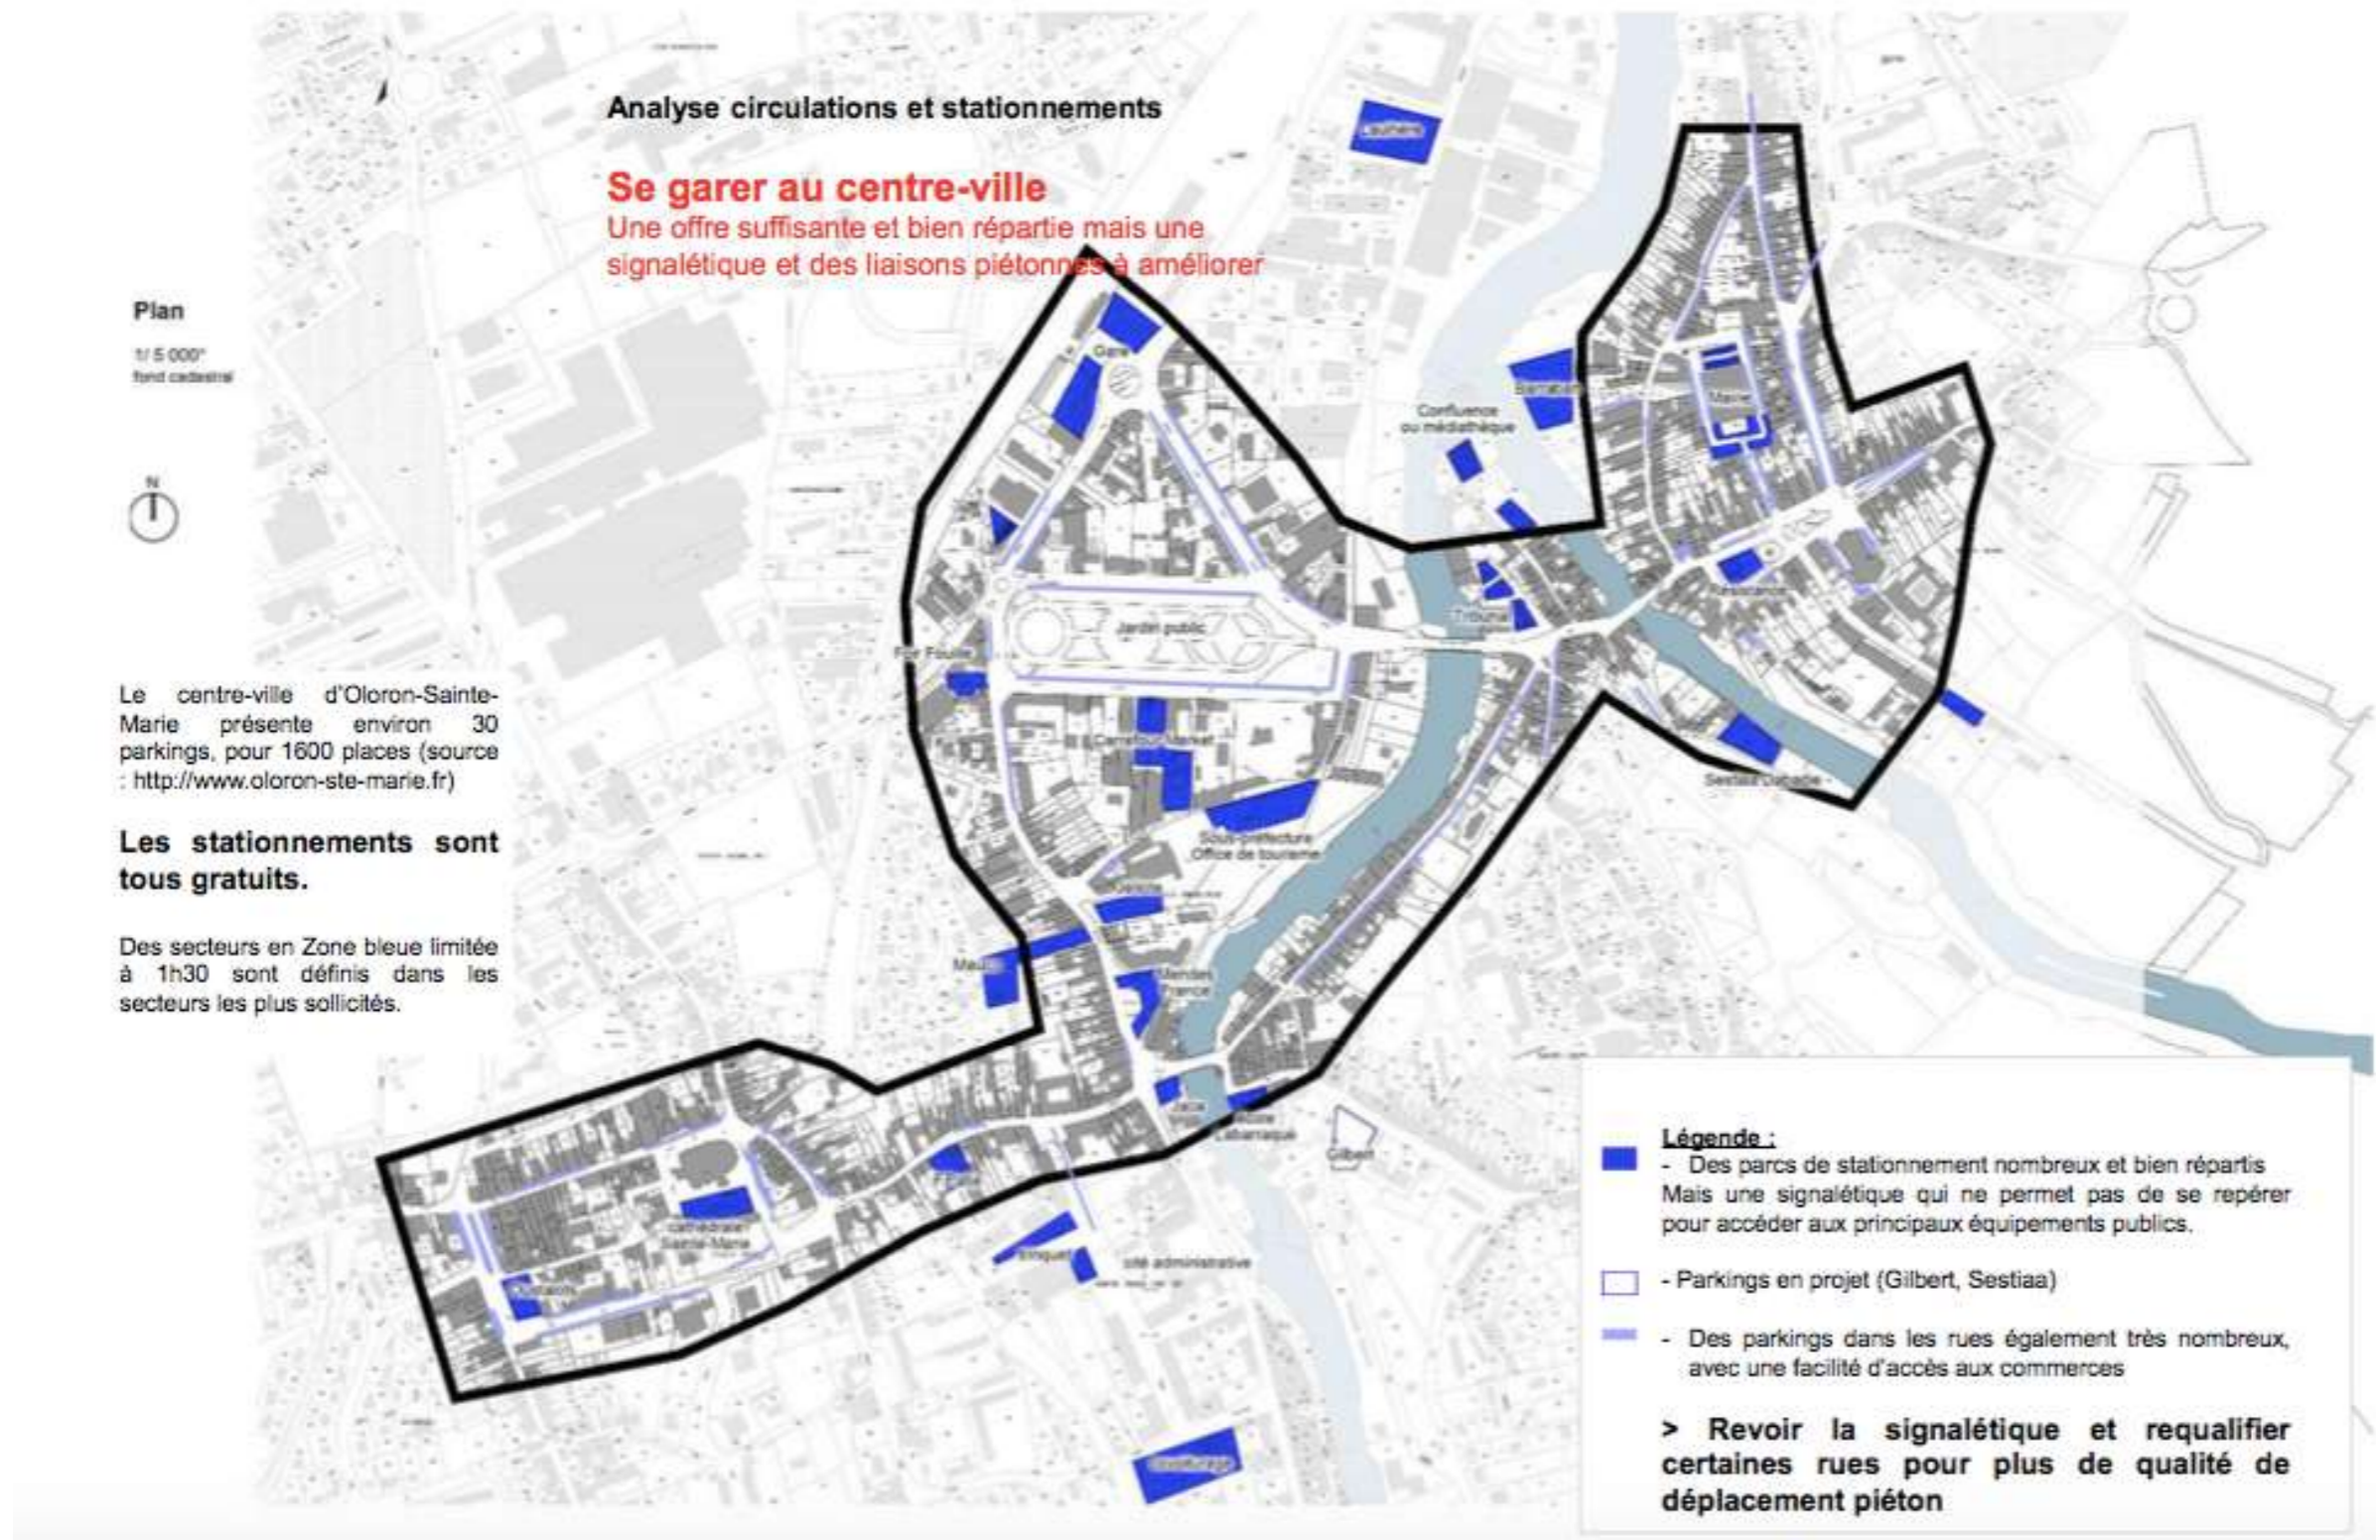 Analyse circulations et stationnements
Se garer au centre-ville
Une offre suffisante et bien répartie mais une
signalétique et des liaisons piétonnes à améliorer
Plan
1/ 5 000°
fond cadastral
N
Le centre-ville d'Oloron-Sainte-
Marie présente environ 30
parkings, pour 1600 places (source
: http://www.oloron-ste-marie.fr)
Les stationnements sont
tous gratuits.
Des secteurs en Zone bleue limitée
à 1h30 sont définis dans les
secteurs les plus sollicités.
Gare
Confluence
ou médiathèque
Mairie
Jardin public
Sous-préfecture
Office de tourisme
Mendès
France
Gilbert
cathédrale
Sainte-Marie
cité administrative
Légende :
- Des parcs de stationnement nombreux et bien répartis
Mais une signalétique qui ne permet pas de se repérer
pour accéder aux principaux équipements publics.
- Parkings en projet (Gilbert, Sestiaa)
- Des parkings dans les rues également très nombreux,
avec une facilité d'accès aux commerces
> Revoir la signalétique et requalifier
certaines rues pour plus de qualité de
déplacement piéton